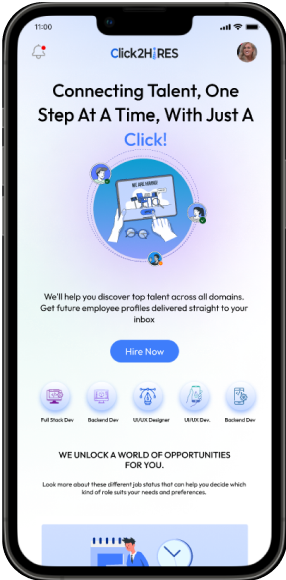 11:00
Click2HiRES
Connecting Talent, One
Step At A Time, With Just A
Click!
WE ARE HIRING!
We'll help you discover top talent across all domains.
Get future employee profiles delivered straight to your
inbox
Hire Now
Full Stack Dev
Backend Dev
UI/UX Designer
UI/UX Dev.
Backend Dev
WE UNLOCK A WORLD OF OPPORTUNITIES
FOR YOU.
Look more about these different job status that can help you decide which
kind of role suits your needs and preferences.